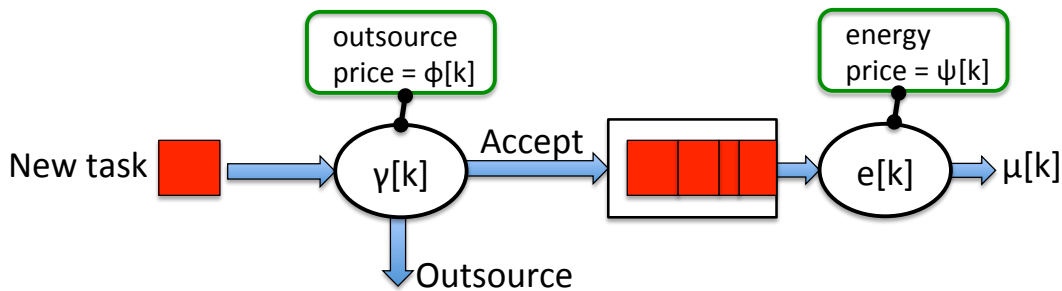 outsource
price = ϕ[k]
energy
price = ψ[k]
New task
γ[k]
Accept
e[k]
μ[k]
Outsource